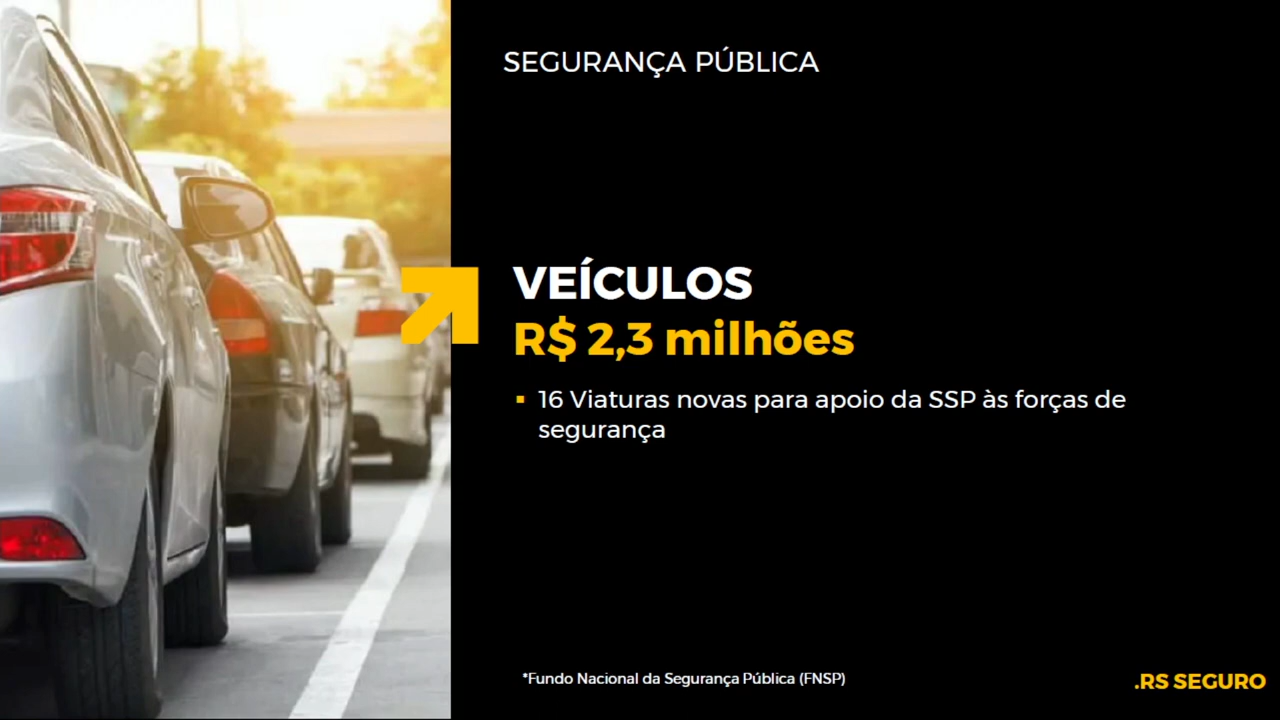 SEGURANÇA PÚBLICA
VEÍCULOS
R$ 2,3 milhões
▪ 16 Viaturas novas para apoio da SSP às forças de
segurança
*Fundo Nacional da Segurança Pública (FNSP)
.RS SEGURO